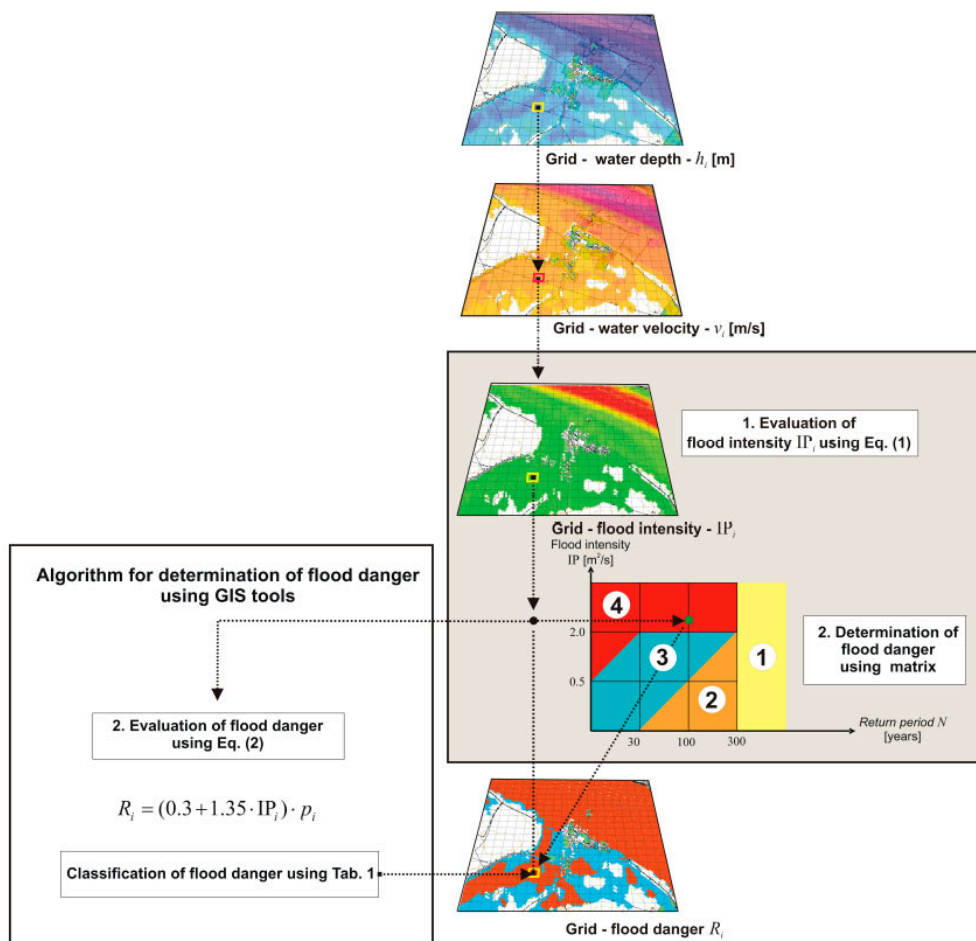 Grid - water depth - hᵢ [m]
Grid - water velocity - vᵢ [m/s]
1. Evaluation of
flood intensity IPᵢ using Eq. (1)
Grid - flood intensity - IPᵢ
Flood intensity
IP [m²/s]
4
2.0
3
0.5
2
1
30
100
300
Return period N
[years]
2. Determination of
flood danger
using matrix
Algorithm for determination of flood danger
using GIS tools
2. Evaluation of flood danger
using Eq. (2)
Rᵢ = (0.3+1.35·IPᵢ)·pᵢ
Classification of flood danger using Tab. 1
Grid - flood danger Rᵢ